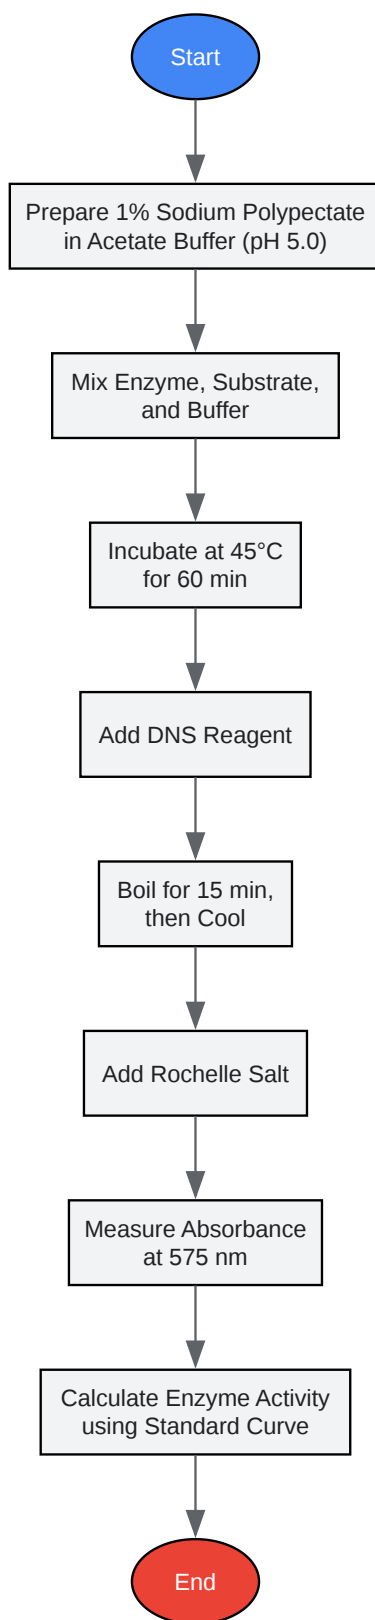 Start
Prepare 1% Sodium Polypectate
in Acetate Buffer (pH 5.0)
Mix Enzyme, Substrate,
and Buffer
Incubate at 45°C
for 60 min
Add DNS Reagent
Boil for 15 min,
then Cool
Add Rochelle Salt
Measure Absorbance
at 575 nm
Calculate Enzyme Activity
using Standard Curve
End